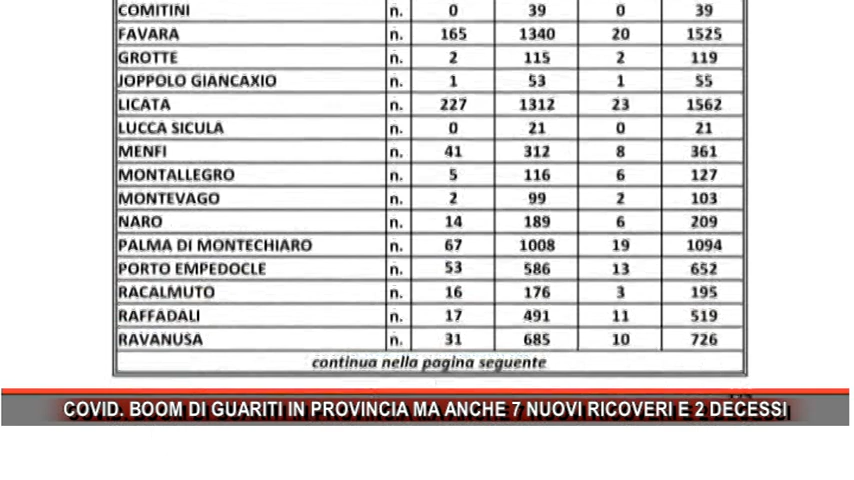 COMITINI n. 0 39 0 39
FAVARA n. 165 1340 20 1525
GROTTE n. 2 115 2 119
JOPPOLO GIANCAXIO n. 1 53 1 55
LICATA n. 227 1312 23 1562
LUCCA SICULA n. 0 21 0 21
MENFI n. 41 312 8 361
MONTALLEGRO n. 5 116 6 127
MONTEVAGO n. 2 99 2 103
NARO n. 14 189 6 209
PALMA DI MONTECHIARO n. 67 1008 19 1094
PORTO EMPEDOCLE n. 53 586 13 652
RACALMUTO n. 16 176 3 195
RAFFADALI n. 17 491 11 519
RAVANUSA n. 31 685 10 726
continua nella pagina seguente
COVID. BOOM DI GUARITI IN PROVINCIA MA ANCHE 7 NUOVI RICOVERI E 2 DECESSI